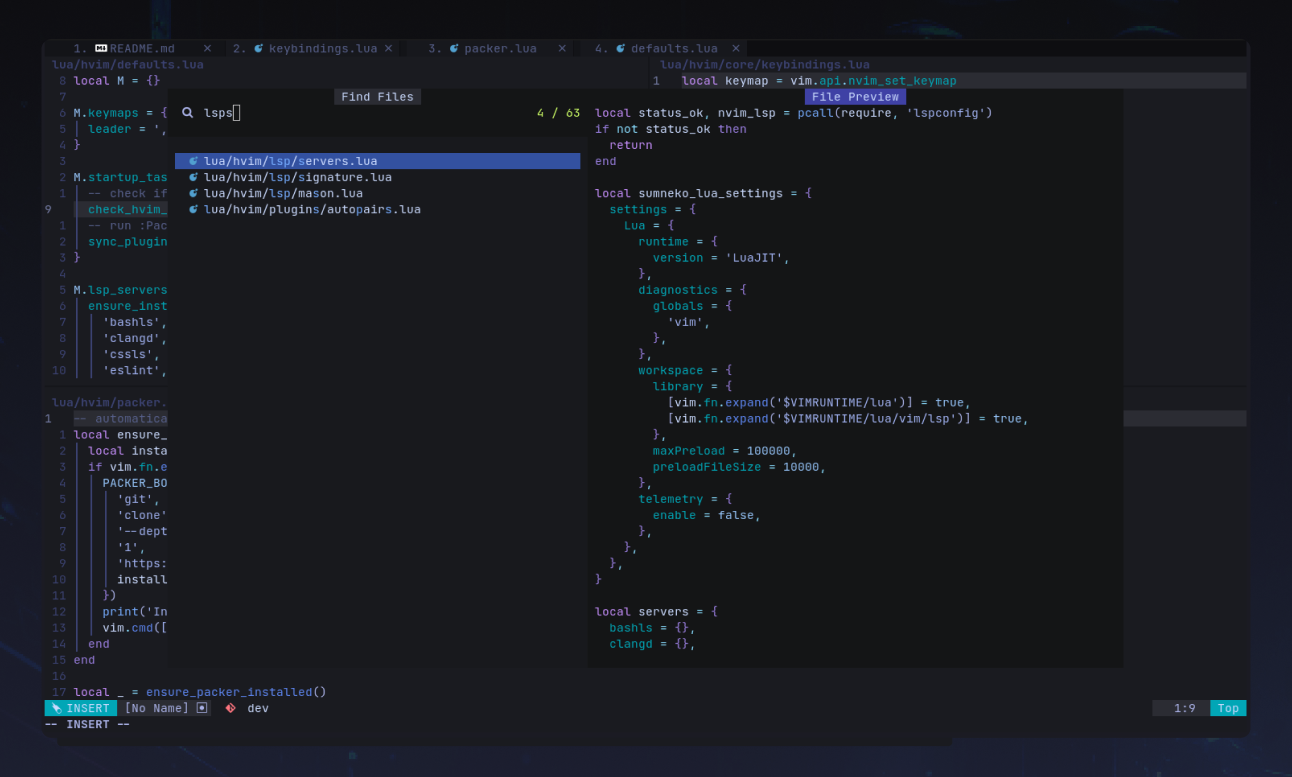 1. README.md × 2. keybindings.lua × 3. packer.lua × 4. defaults.lua ×
lua/hvim/defaults.lua
8 local M = {}
7
6 M.keymaps = {
5 leader = ',
4 }
3
2 M.startup_tas
1 -- check if
9 check_hvim_
1 -- run :Pac
2 sync_plugin
3 }
4
5 M.lsp_servers
6 ensure_inst
7 'bashls',
8 'clangd',
9 'cssls',
10 'eslint',
lua/hvim/packer.
1 -- automatica
1 local ensure_
2 local insta
3 if vim.fn.e
4 PACKER_BO
5 'git',
6 'clone'
7 '--dept
8 '1',
9 'https:
10 install
11 })
12 print('In
13 vim.cmd([
14 end
15 end
16
17 local _ = ensure_packer_installed()
lua/hvim/core/keybindings.lua
1 local keymap = vim.api.nvim_set_keymap
Find Files
lsps 4 / 63
lua/hvim/lsp/servers.lua
lua/hvim/lsp/signature.lua
lua/hvim/lsp/mason.lua
lua/hvim/plugins/autopairs.lua
File Preview
local status_ok, nvim_lsp = pcall(require, 'lspconfig')
if not status_ok then
return
end
local sumneko_lua_settings = {
settings = {
Lua = {
runtime = {
version = 'LuaJIT',
},
diagnostics = {
globals = {
'vim',
},
},
workspace = {
library = {
[vim.fn.expand('$VIMRUNTIME/lua')] = true,
[vim.fn.expand('$VIMRUNTIME/lua/vim/lsp')] = true,
},
maxPreload = 100000,
preloadFileSize = 10000,
},
telemetry = {
enable = false,
},
},
},
}
local servers = {
bashls = {},
clangd = {},
INSERT [No Name] dev 1:9 Top
-- INSERT --